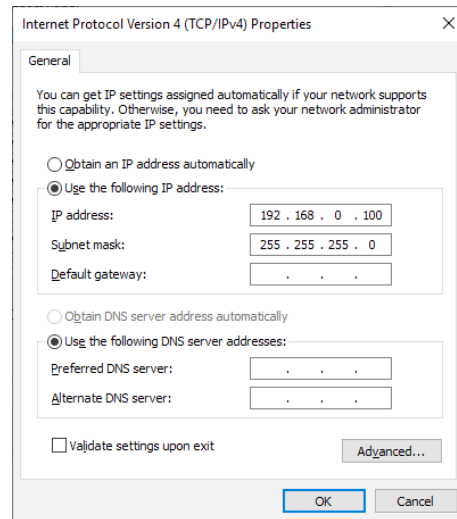 Internet Protocol Version 4 (TCP/IPv4) Properties
General
You can get IP settings assigned automatically if your network supports
this capability. Otherwise, you need to ask your network administrator
for the appropriate IP settings.
Obtain an IP address automatically
Use the following IP address:
IP address: 192 . 168 . 0 . 100
Subnet mask: 255 . 255 . 255 . 0
Default gateway: . . .
Obtain DNS server address automatically
Use the following DNS server addresses:
Preferred DNS server: . . .
Alternate DNS server: . . .
Validate settings upon exit
Advanced...
OK Cancel